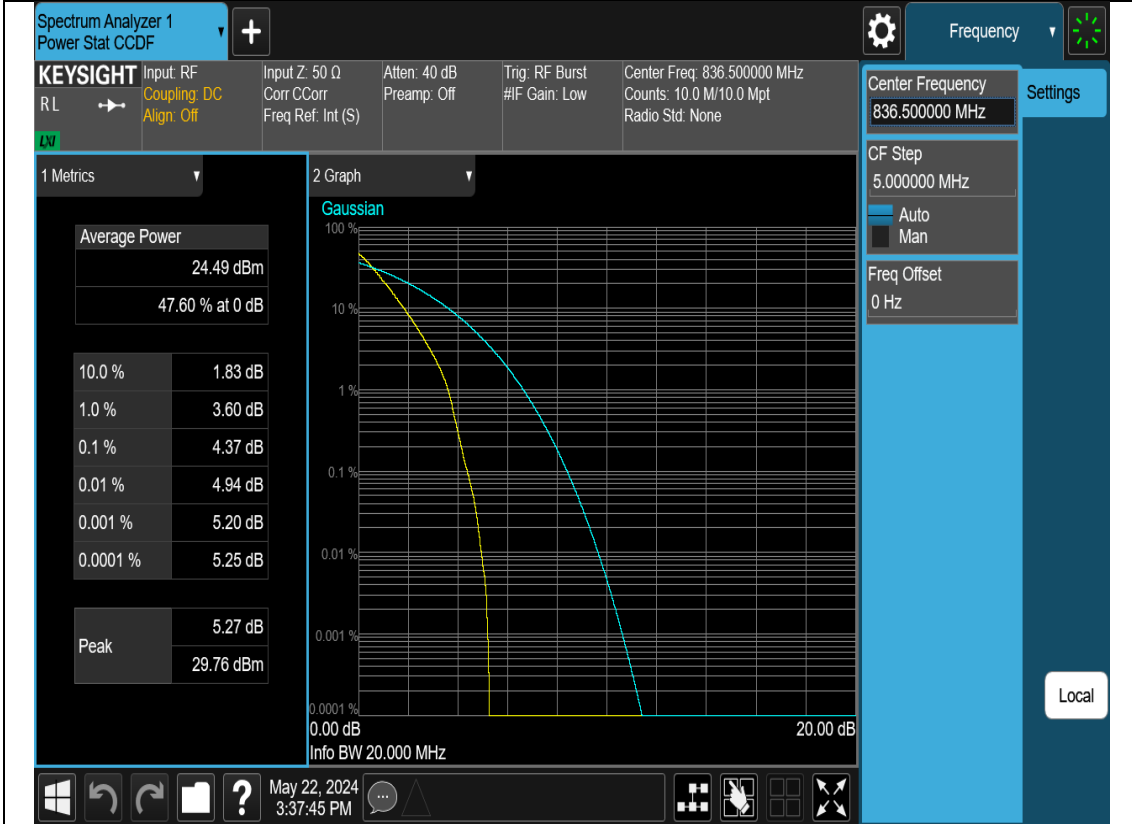 Spectrum Analyzer 1
Power Stat CCDF
▼
+
Frequency ▼
KEYSIGHT
R L
LXI
Input: RF
Coupling: DC
Align: Off
Input Z: 50 Ω
Corr CCorr
Freq Ref: Int (S)
Atten: 40 dB
Preamp: Off
Trig: RF Burst
#IF Gain: Low
Center Freq: 836.500000 MHz
Counts: 10.0 M/10.0 Mpt
Radio Std: None
1 Metrics ▼
Average Power
24.49 dBm
47.60 % at 0 dB
10.0 % 1.83 dB
1.0 % 3.60 dB
0.1 % 4.37 dB
0.01 % 4.94 dB
0.001 % 5.20 dB
0.0001 % 5.25 dB
Peak
5.27 dB
29.76 dBm
2 Graph ▼
Gaussian
100 %
10 %
1 %
0.1 %
0.01 %
0.001 %
0.0001 %
0.00 dB 20.00 dB
Info BW 20.000 MHz
Center Frequency
836.500000 MHz
CF Step
5.000000 MHz
Auto
Man
Freq Offset
0 Hz
Settings
Local
?
May 22, 2024
3:37:45 PM